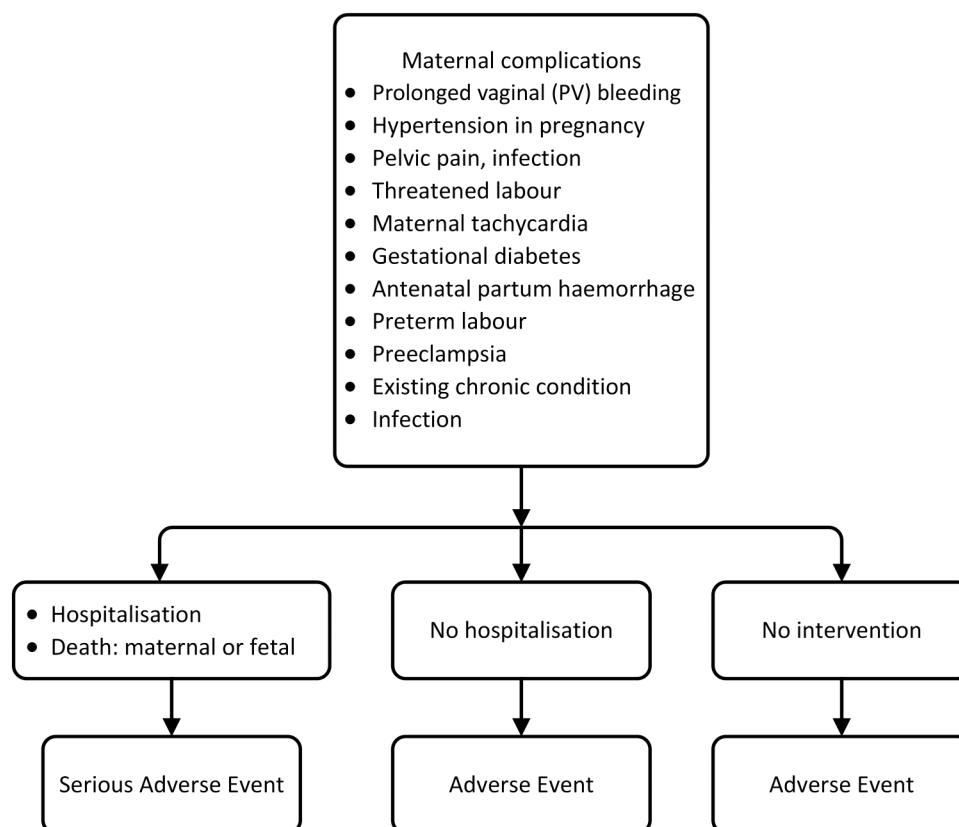 Maternal complications
● Prolonged vaginal (PV) bleeding
● Hypertension in pregnancy
● Pelvic pain, infection
● Threatened labour
● Maternal tachycardia
● Gestational diabetes
● Antenatal partum haemorrhage
● Preterm labour
● Preeclampsia
● Existing chronic condition
● Infection
● Hospitalisation
● Death: maternal or fetal
No hospitalisation
No intervention
Serious Adverse Event
Adverse Event
Adverse Event